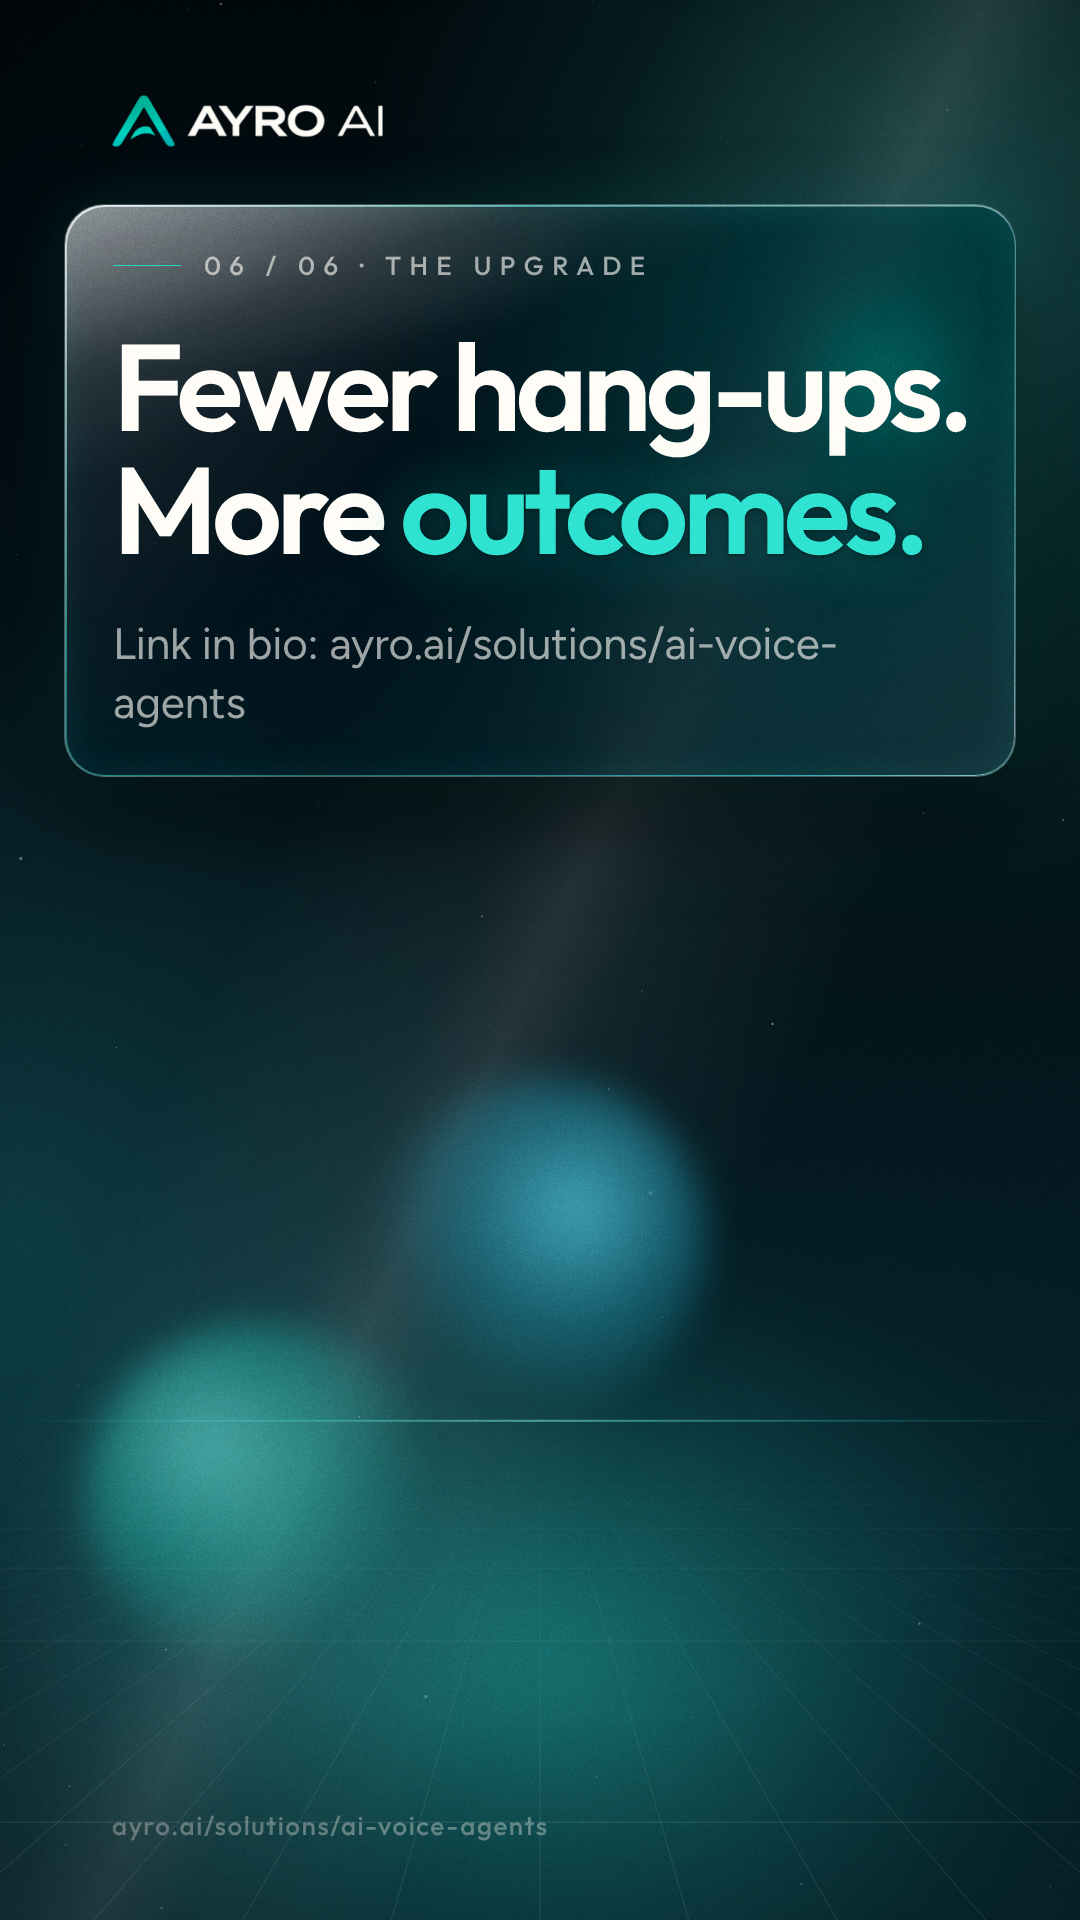 AYRO AI
06 / 06 · THE UPGRADE
Fewer hang-ups.
More outcomes.
Link in bio: ayro.ai/solutions/ai-voice-
agents
ayro.ai/solutions/ai-voice-agents